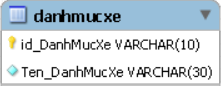 danhmucxe
id_DanhMucXe VARCHAR(10)
Ten_DanhMucXe VARCHAR(30)